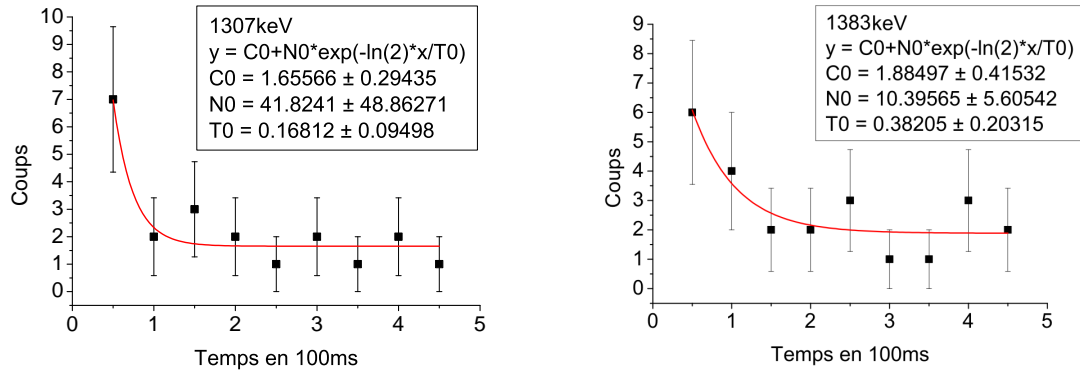 1307keV
y = C0+N0*exp(-ln(2)*x/T0)
C0 = 1.65566 ± 0.29435
N0 = 41.8241 ± 48.86271
T0 = 0.16812 ± 0.09498
10
9
8
7
6
5
4
3
2
1
0
Coups
0 1 2 3 4 5
Temps en 100ms
1383keV
y = C0+N0*exp(-ln(2)*x/T0)
C0 = 1.88497 ± 0.41532
N0 = 10.39565 ± 5.60542
T0 = 0.38205 ± 0.20315
9
8
7
6
5
4
3
2
1
0
Coups
0 1 2 3 4 5
Temps en 100ms